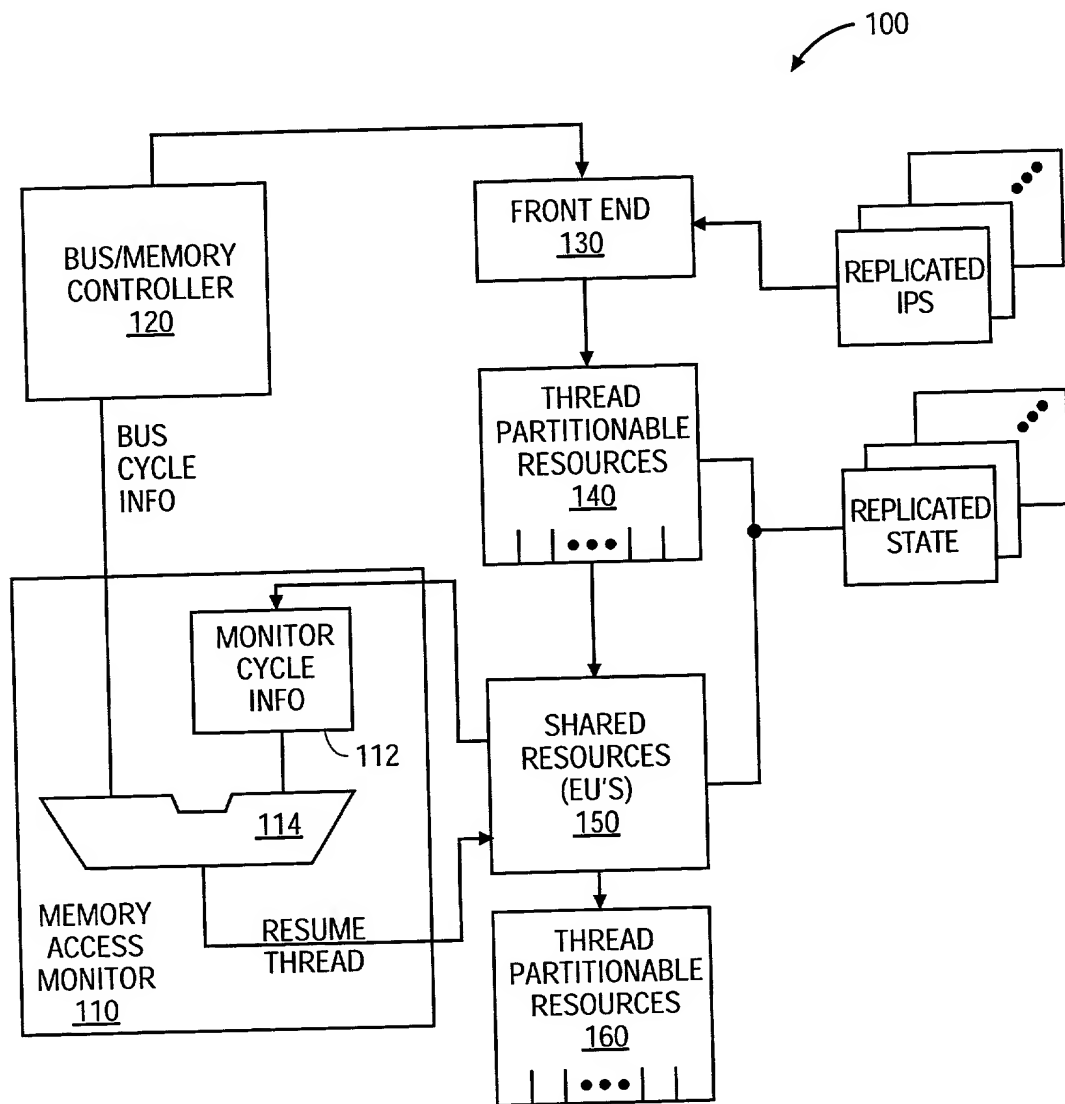 100
BUS/MEMORY
CONTROLLER
120
FRONT END
130
REPLICATED
IPS
THREAD
PARTITIONABLE
RESOURCES
140
REPLICATED
STATE
BUS
CYCLE
INFO
MONITOR
CYCLE
INFO
112
114
SHARED
RESOURCES
(EU'S)
150
MEMORY
ACCESS
MONITOR
110
RESUME
THREAD
THREAD
PARTITIONABLE
RESOURCES
160